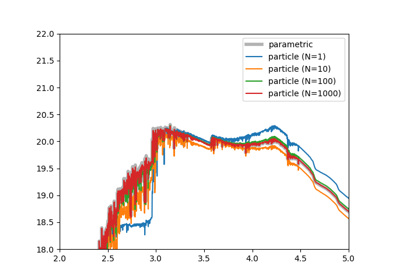 22.0
21.5
21.0
20.5
20.0
19.5
19.0
18.5
18.0
2.0 2.5 3.0 3.5 4.0 4.5 5.0
parametric
particle (N=1)
particle (N=10)
particle (N=100)
particle (N=1000)